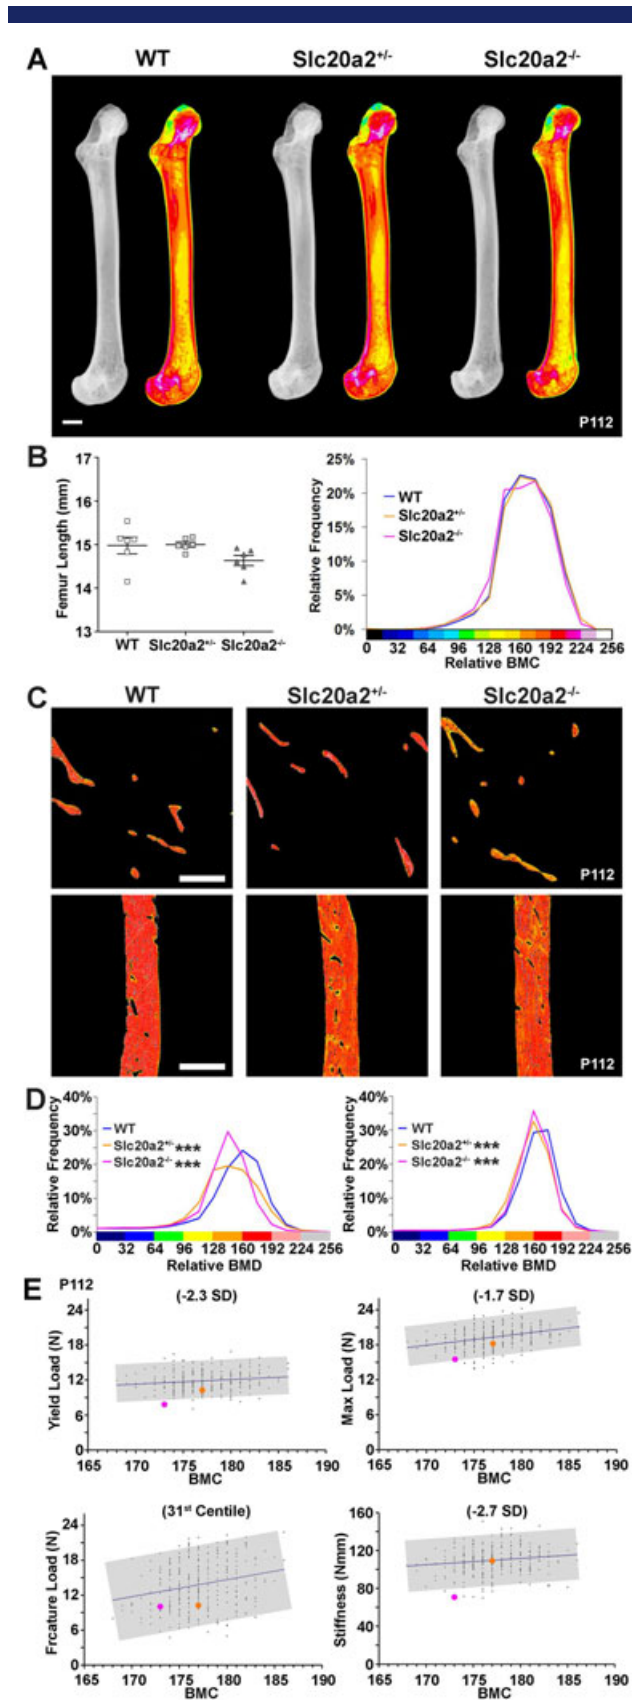 A
WT Slc20a2+/- Slc20a2-/-
P112
B
Femur Length (mm)
17
16
15
14
13
WT Slc20a2+/- Slc20a2-/-
Relative Frequency
25%
20%
15%
10%
5%
0%
WT
Slc20a2+/-
Slc20a2-/-
0 32 64 96 128 160 192 224 256
Relative BMC
C
WT Slc20a2+/- Slc20a2-/-
P112
P112
D
Relative Frequency
40%
30%
20%
10%
0%
WT
Slc20a2+/- ***
Slc20a2-/- ***
0 32 64 96 128 160 192 224 256
Relative BMD
Relative Frequency
40%
30%
20%
10%
0%
WT
Slc20a2+/- ***
Slc20a2-/- ***
0 32 64 96 128 160 192 224 256
Relative BMD
E P112
(-2.3 SD)
Yield Load (N)
24
18
12
6
0
165 170 175 180 185 190
BMC
(-1.7 SD)
Max Load (N)
24
18
12
6
0
165 170 175 180 185 190
BMC
(31st Centile)
Frcature Load (N)
24
18
12
6
0
165 170 175 180 185 190
BMC
(-2.7 SD)
Stiffness (Nmm)
160
120
80
40
0
165 170 175 180 185 190
BMC